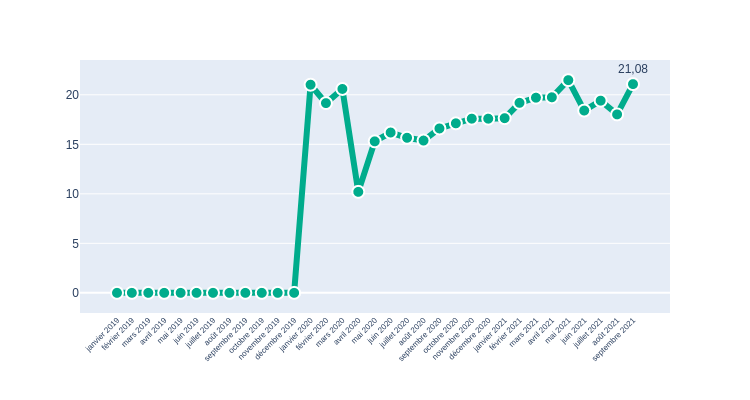 21,08
20
15
10
5
0
janvier 2019
février 2019
mars 2019
avril 2019
mai 2019
juin 2019
juillet 2019
août 2019
septembre 2019
octobre 2019
novembre 2019
décembre 2019
janvier 2020
février 2020
mars 2020
avril 2020
mai 2020
juin 2020
juillet 2020
août 2020
septembre 2020
octobre 2020
novembre 2020
décembre 2020
janvier 2021
février 2021
mars 2021
avril 2021
mai 2021
juin 2021
juillet 2021
août 2021
septembre 2021